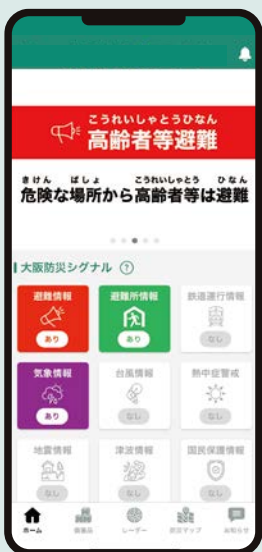 こうれいしゃとうひなん
高齢者等避難
きけん ばしょ こうれいしゃとう ひなん
危険な場所から高齢者等は避難
大阪防災シグナル ?
避難情報 避難所情報 鉄道運行情報
あり あり なし
気象情報 台風情報 熱中症警戒
あり なし なし
地震情報 津波情報 国民保護情報
なし なし なし
ホーム 備蓄品 レーダー 防災マップ お知らせ